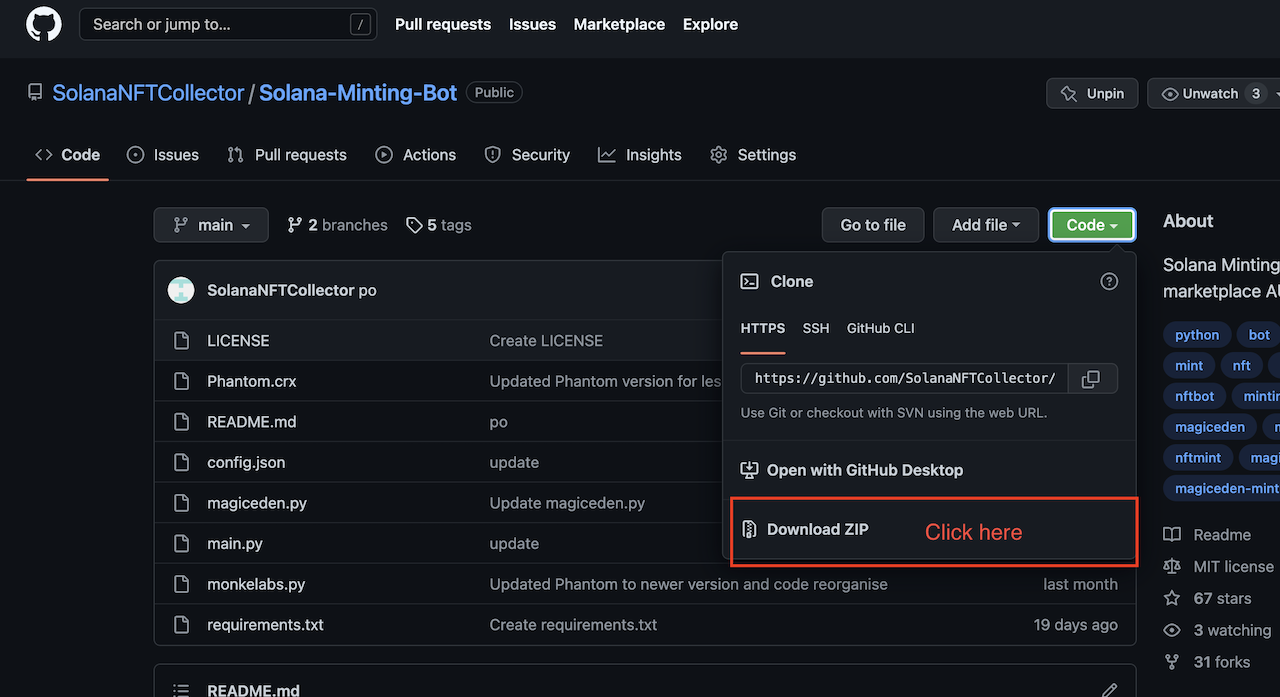 Search or jump to... /
Pull requests Issues Marketplace Explore
SolanaNFTCollector / Solana-Minting-Bot Public
Unpin Unwatch 3
Code Issues Pull requests Actions Security Insights Settings
main 2 branches 5 tags
Go to file Add file Code
SolanaNFTCollector po
LICENSE Create LICENSE
Phantom.crx Updated Phantom version for les
README.md po
config.json update
magiceden.py Update magiceden.py
main.py update
monkelabs.py Updated Phantom to newer version and code reorganise last month
requirements.txt Create requirements.txt 19 days ago
README.md
Clone
HTTPS SSH GitHub CLI
https://github.com/SolanaNFTCollector/
Use Git or checkout with SVN using the web URL.
Open with GitHub Desktop
Download ZIP Click here
About
Solana Minting
marketplace AU
python bot
mint nft
nftbot mintin
magiceden
nftmint magi
magiceden-mint
Readme
MIT license
67 stars
3 watching
31 forks